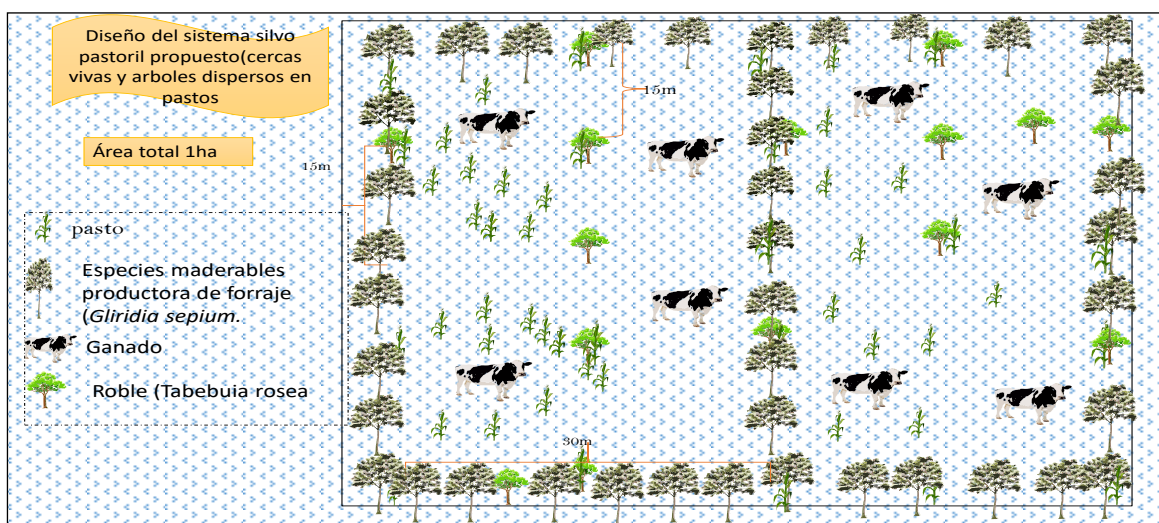 Diseño del sistema silvo
pastoril propuesto(cercas
vivas y arboles dispersos en
pastos
Área total 1ha
15m
15m
pasto
Especies maderables
productora de forraje
(Gliridia sepium.
Ganado
Roble (Tabebuia rosea
30m